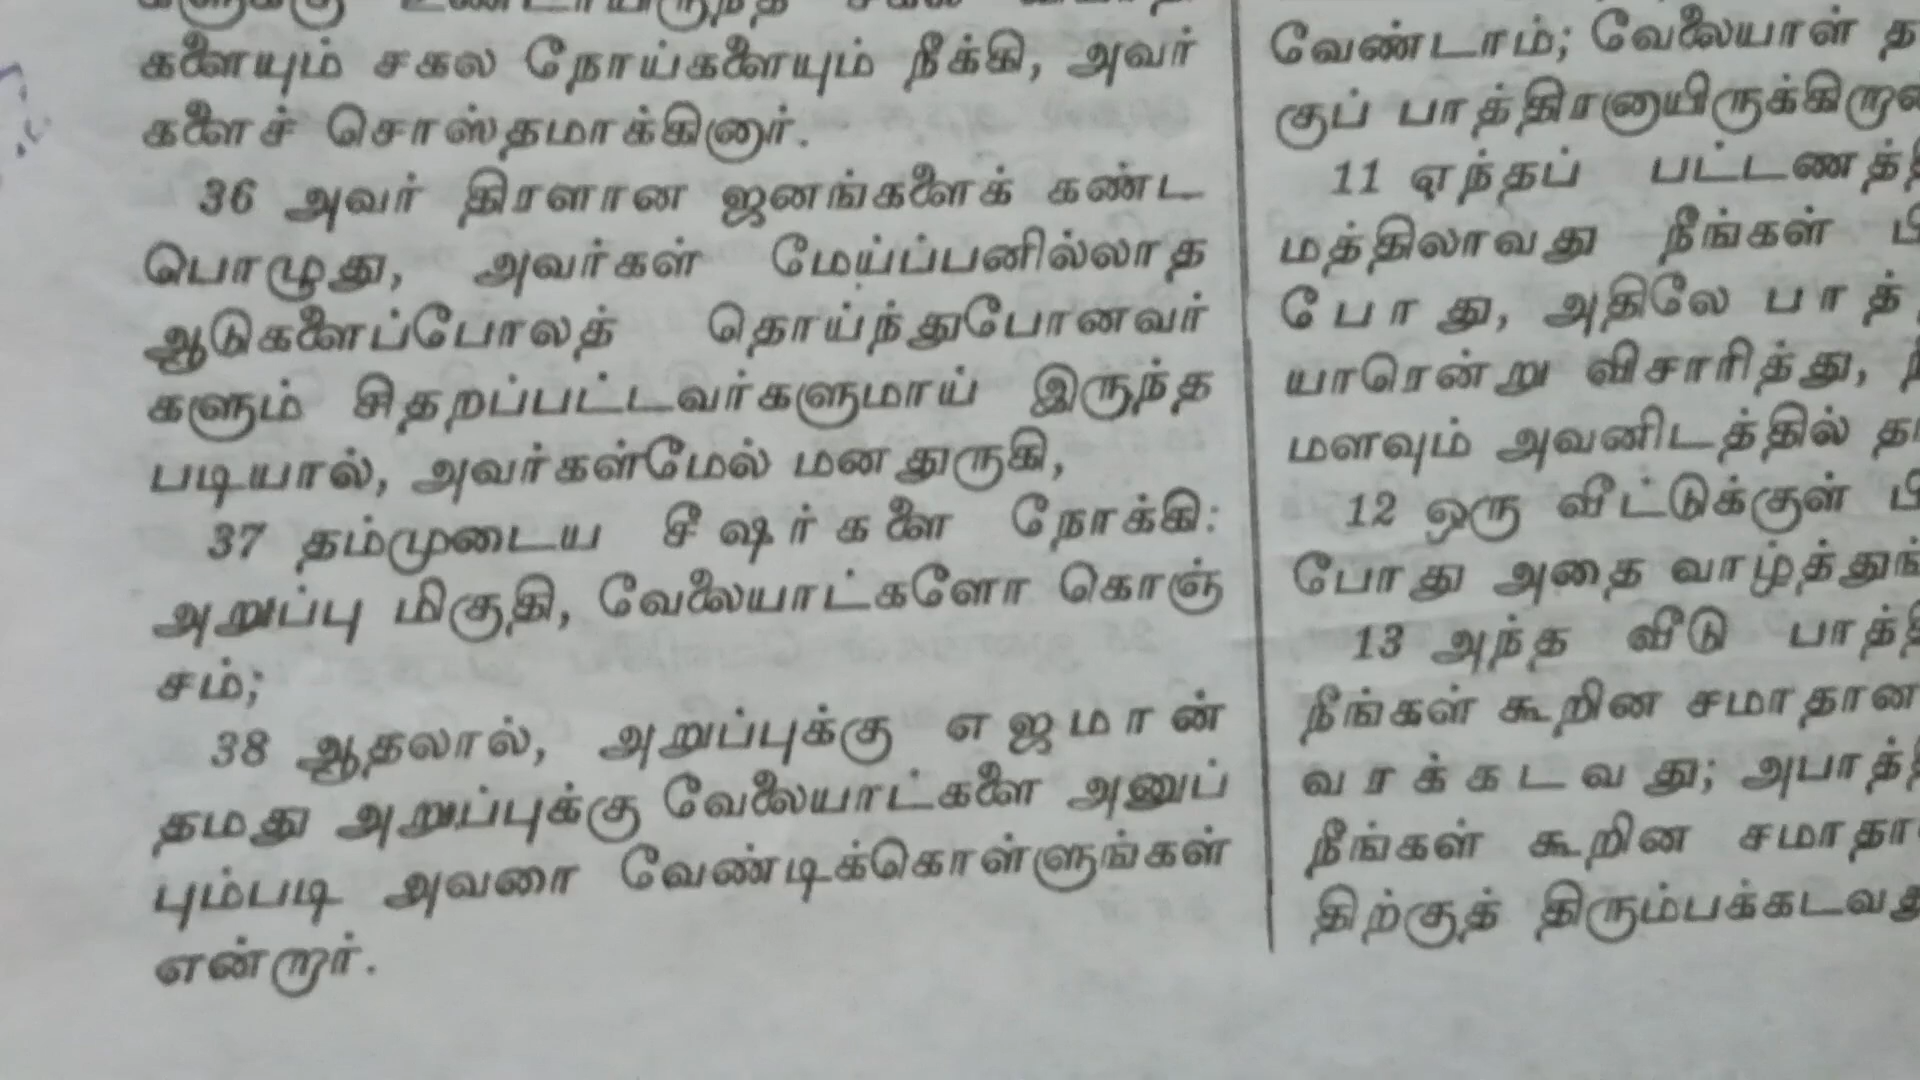 களையும் சகல நோய்களையும் நீக்கி, அவர்
களைச் சொஸ்தமாக்கினார்.
36 அவர் திரளான ஜனங்களைக் கண்ட
பொழுது, அவர்கள் மேய்ப்பனில்லாத
ஆடுகளைப்போலத் தொய்ந்துபோனவர்
களும் சிதறப்பட்டவர்களுமாய் இருந்த
படியால், அவர்கள்மேல் மனதுருகி,
37 தம்முடைய சீஷர்களை நோக்கி:
அறுப்பு மிகுதி, வேலையாட்களோ கொஞ்
சம்;
38 ஆதலால், அறுப்புக்கு எஜமான்
தமது அறுப்புக்கு வேலையாட்களை அனுப்
பும்படி அவரை வேண்டிக்கொள்ளுங்கள்
என்றார்.
வேண்டாம்; வேலையாள் த
குப் பாத்திரனாயிருக்கிறா
11 எந்தப் பட்டணத்தி
மத்திலாவது நீங்கள் பி
போது, அதிலே பாத்
யாரென்று விசாரித்து,
மளவும் அவனிடத்தில் த
12 ஒரு வீட்டுக்குள் பி
போது அதை வாழ்த்துங்
13 அந்த வீடு பாத்தி
நீங்கள் கூறின சமாதான
வரக்கடவது; அபாத்தி
நீங்கள் கூறின சமாதா
திற்குத் திரும்பக்கடவது